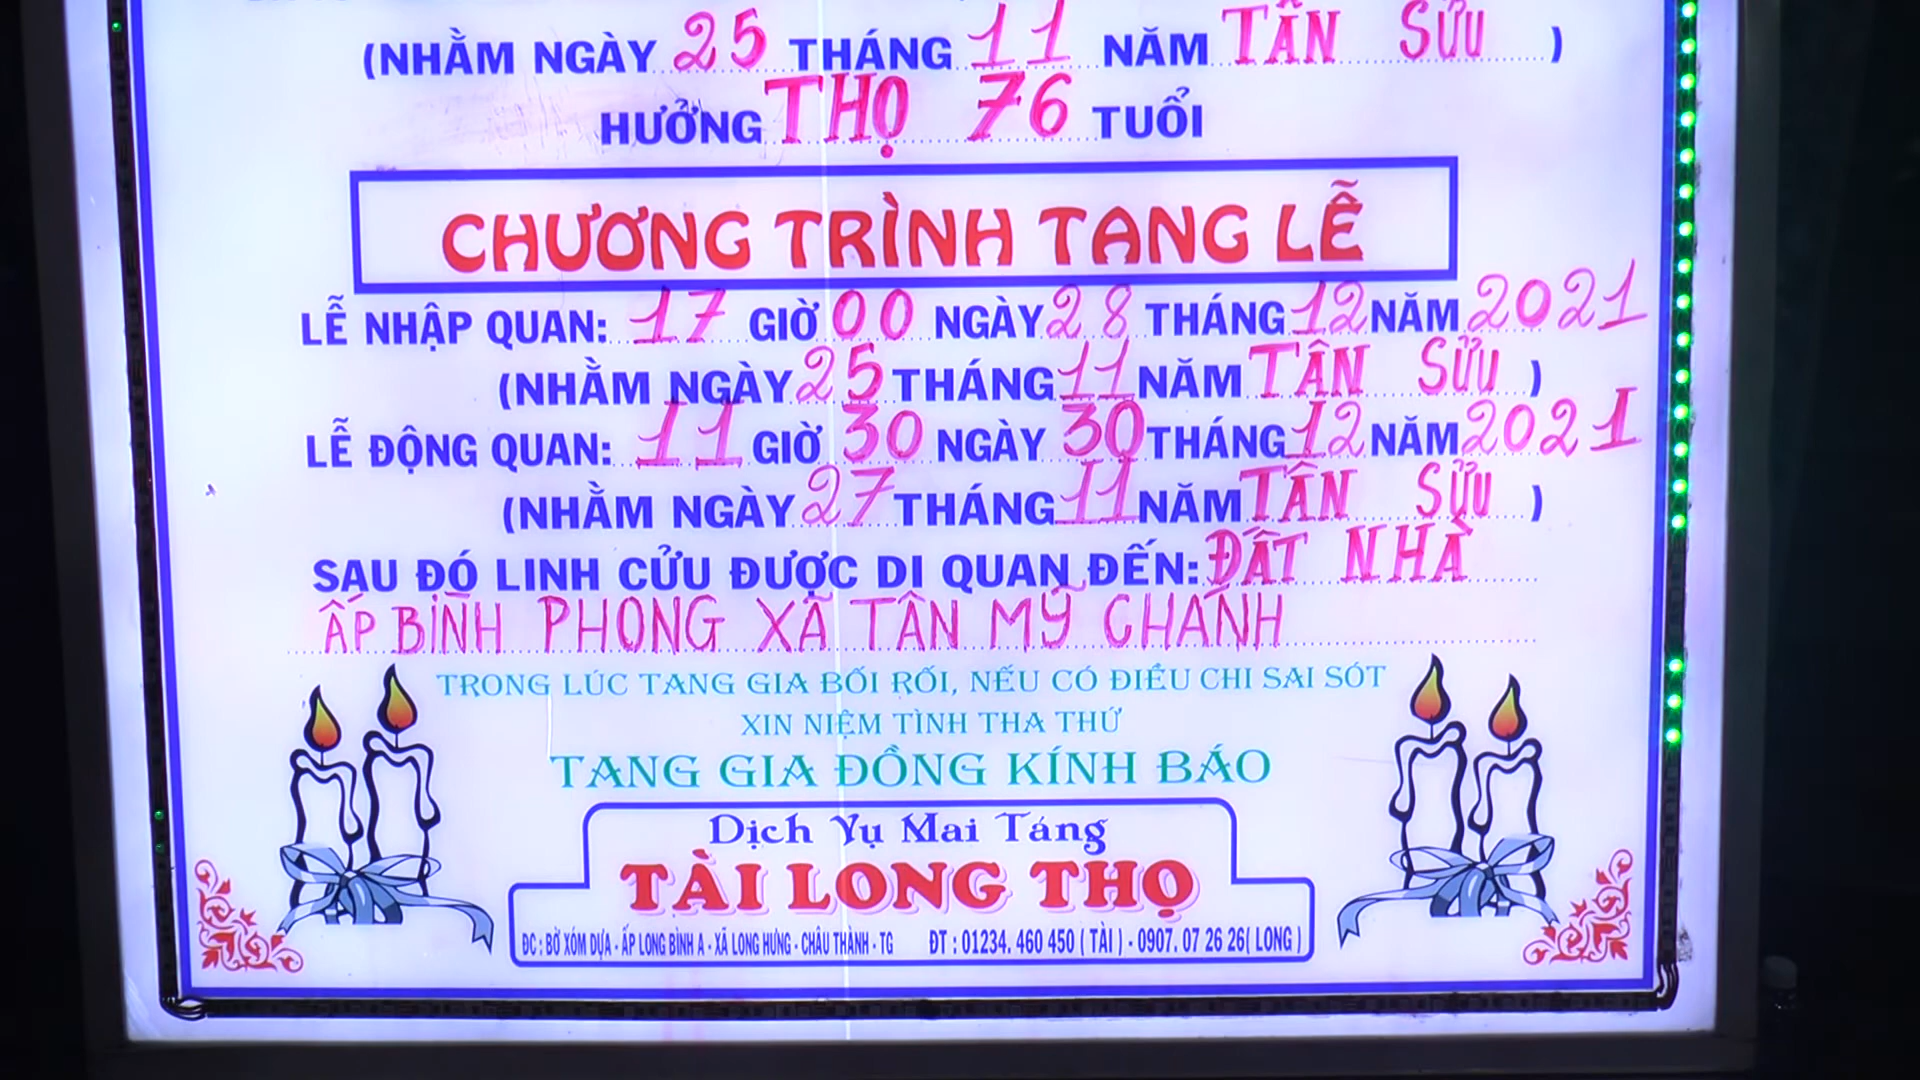 (NHẰM NGÀY 25 THÁNG 11 NĂM TÂN SỬU )
HƯỞNG THỌ 76 TUỔI
CHƯƠNG TRÌNH TANG LỄ
LỄ NHẬP QUAN: 17 GIỜ 00 NGÀY 28 THÁNG 12 NĂM 2021
(NHẰM NGÀY 25 THÁNG 11 NĂM TÂN SỬU )
LỄ ĐỘNG QUAN: 11 GIỜ 30 NGÀY 30 THÁNG 12 NĂM 2021
(NHẰM NGÀY 27 THÁNG 11 NĂM TÂN SỬU )
SAU ĐÓ LINH CỬU ĐƯỢC DI QUAN ĐẾN: ĐẤT NHÀ
ẤP BÌNH PHONG XÃ TÂN MỸ CHÁNH
TRONG LÚC TANG GIA BỐI RỐI, NẾU CÓ ĐIỀU CHI SAI SÓT
XIN NIỆM TÌNH THA THỨ
TANG GIA ĐỒNG KÍNH BÁO
Dịch Vụ Mai Táng
TÀI LONG THỌ
ĐC : BỜ XÓM DỰA - ẤP LONG BÌNH A - XÃ LONG HƯNG - CHÂU THÀNH - TG ĐT : 01234. 460 450 ( TÀI ) - 0907. 07 26 26( LONG )